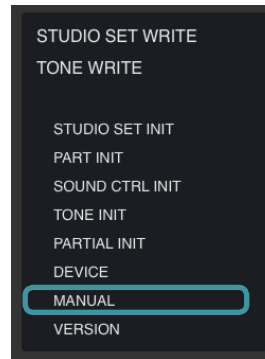 STUDIO SET WRITE
TONE WRITE
STUDIO SET INIT
PART INIT
SOUND CTRL INIT
TONE INIT
PARTIAL INIT
DEVICE
MANUAL
VERSION